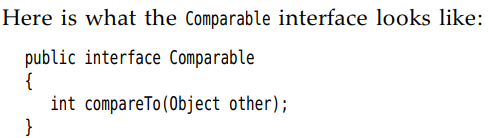 Here is what the Comparable interface looks like:
public interface Comparable
{
   int compareTo(Object other);
}